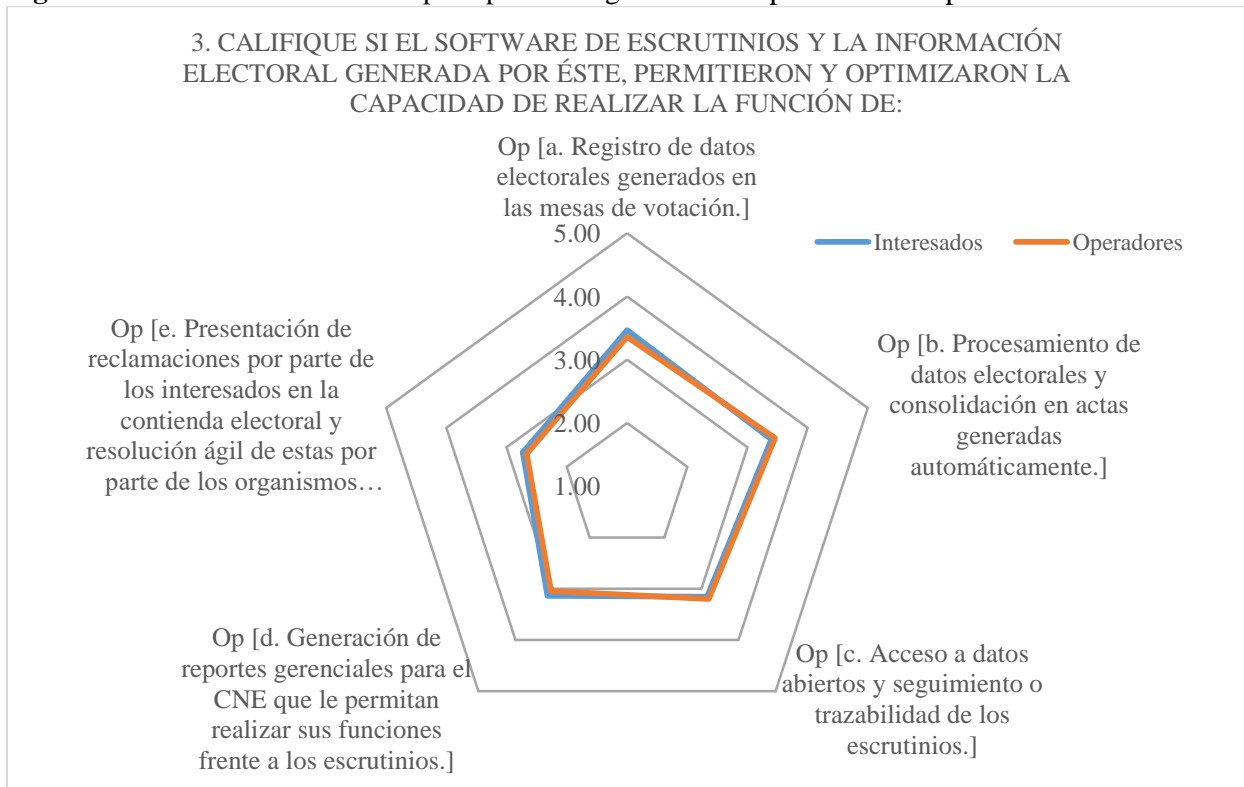 3. CALIFIQUE SI EL SOFTWARE DE ESCRUTINIOS Y LA INFORMACIÓN
ELECTORAL GENERADA POR ÉSTE, PERMITIERON Y OPTIMIZARON LA
CAPACIDAD DE REALIZAR LA FUNCIÓN DE:
Op [a. Registro de datos
electorales generados en
las mesas de votación.]
5.00
4.00
3.00
2.00
1.00
Interesados
Operadores
Op [b. Procesamiento de
datos electorales y
consolidación en actas
generadas
automáticamente.]
Op [c. Acceso a datos
abiertos y seguimiento o
trazabilidad de los
escrutinios.]
Op [d. Generación de
reportes gerenciales para el
CNE que le permitan
realizar sus funciones
frente a los escrutinios.]
Op [e. Presentación de
reclamaciones por parte de
los interesados en la
contienda electoral y
resolución ágil de estas por
parte de los organismos…